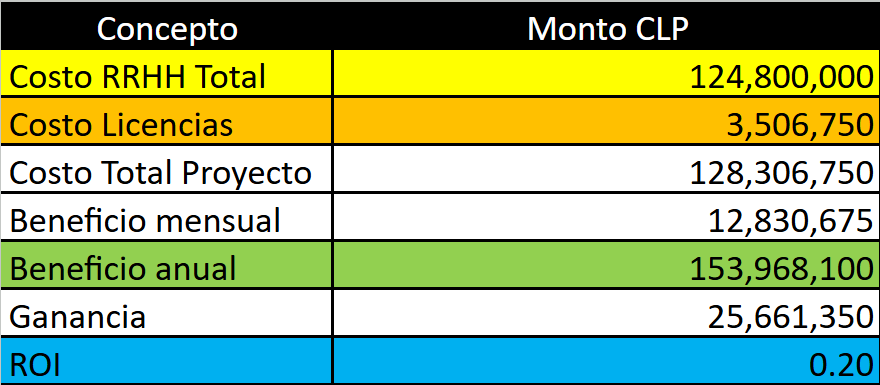 Concepto Monto CLP
Costo RRHH Total 124,800,000
Costo Licencias 3,506,750
Costo Total Proyecto 128,306,750
Beneficio mensual 12,830,675
Beneficio anual 153,968,100
Ganancia 25,661,350
ROI 0.20